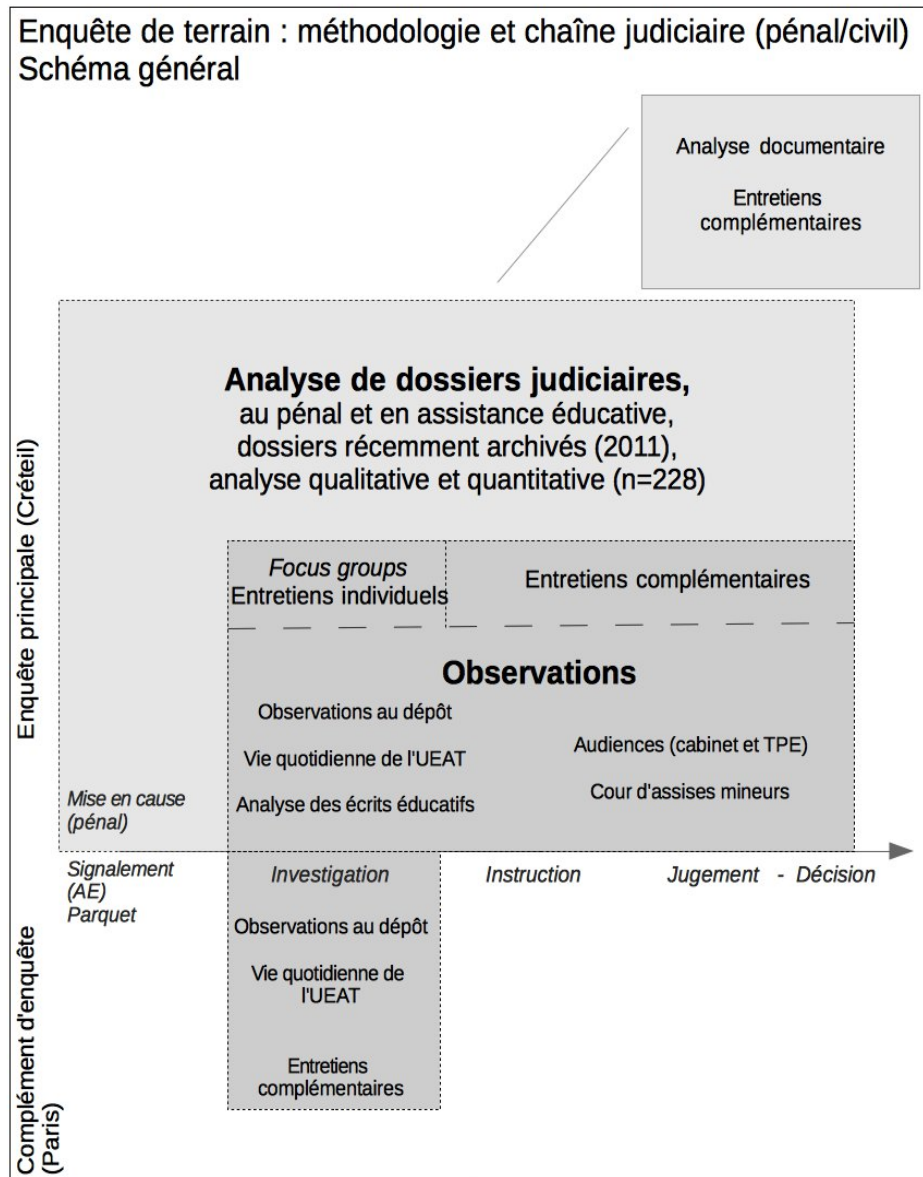 Enquête de terrain : méthodologie et chaîne judiciaire (pénal/civil)
Schéma général
Analyse documentaire
Entretiens
complémentaires
Enquête principale (Créteil)
Analyse de dossiers judiciaires,
au pénal et en assistance éducative,
dossiers récemment archivés (2011),
analyse qualitative et quantitative (n=228)
Focus groups
Entretiens individuels
Entretiens complémentaires
Observations
Observations au dépôt
Vie quotidienne de l'UEAT
Analyse des écrits éducatifs
Audiences (cabinet et TPE)
Cour d'assises mineurs
Mise en cause
(pénal)
Signalement
(AE)
Parquet
Investigation
Instruction
Jugement - Décision
Complément d'enquête
(Paris)
Observations au dépôt
Vie quotidienne de
l'UEAT
Entretiens
complémentaires